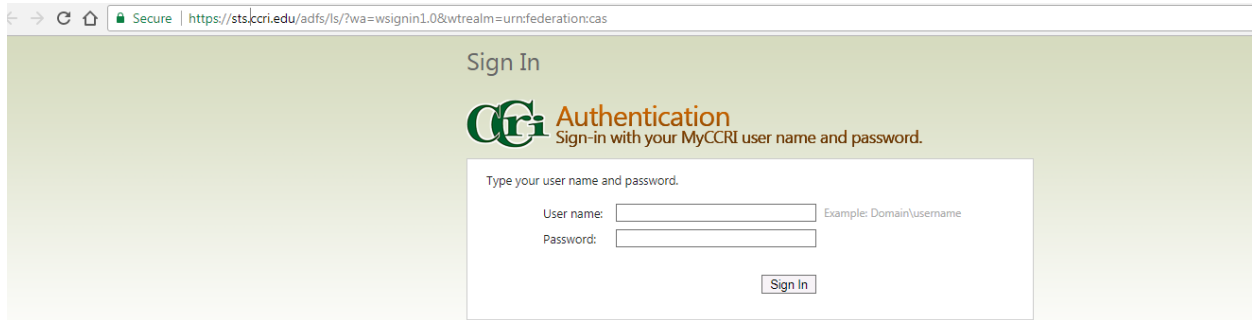 Secure | https://sts.ccri.edu/adfs/ls/?wa=wsignin1.0&wtrealm=urn:federation:cas
Sign In
CCRi Authentication
Sign-in with your MyCCRI user name and password.
Type your user name and password.
User name: Example: Domain\username
Password:
Sign In